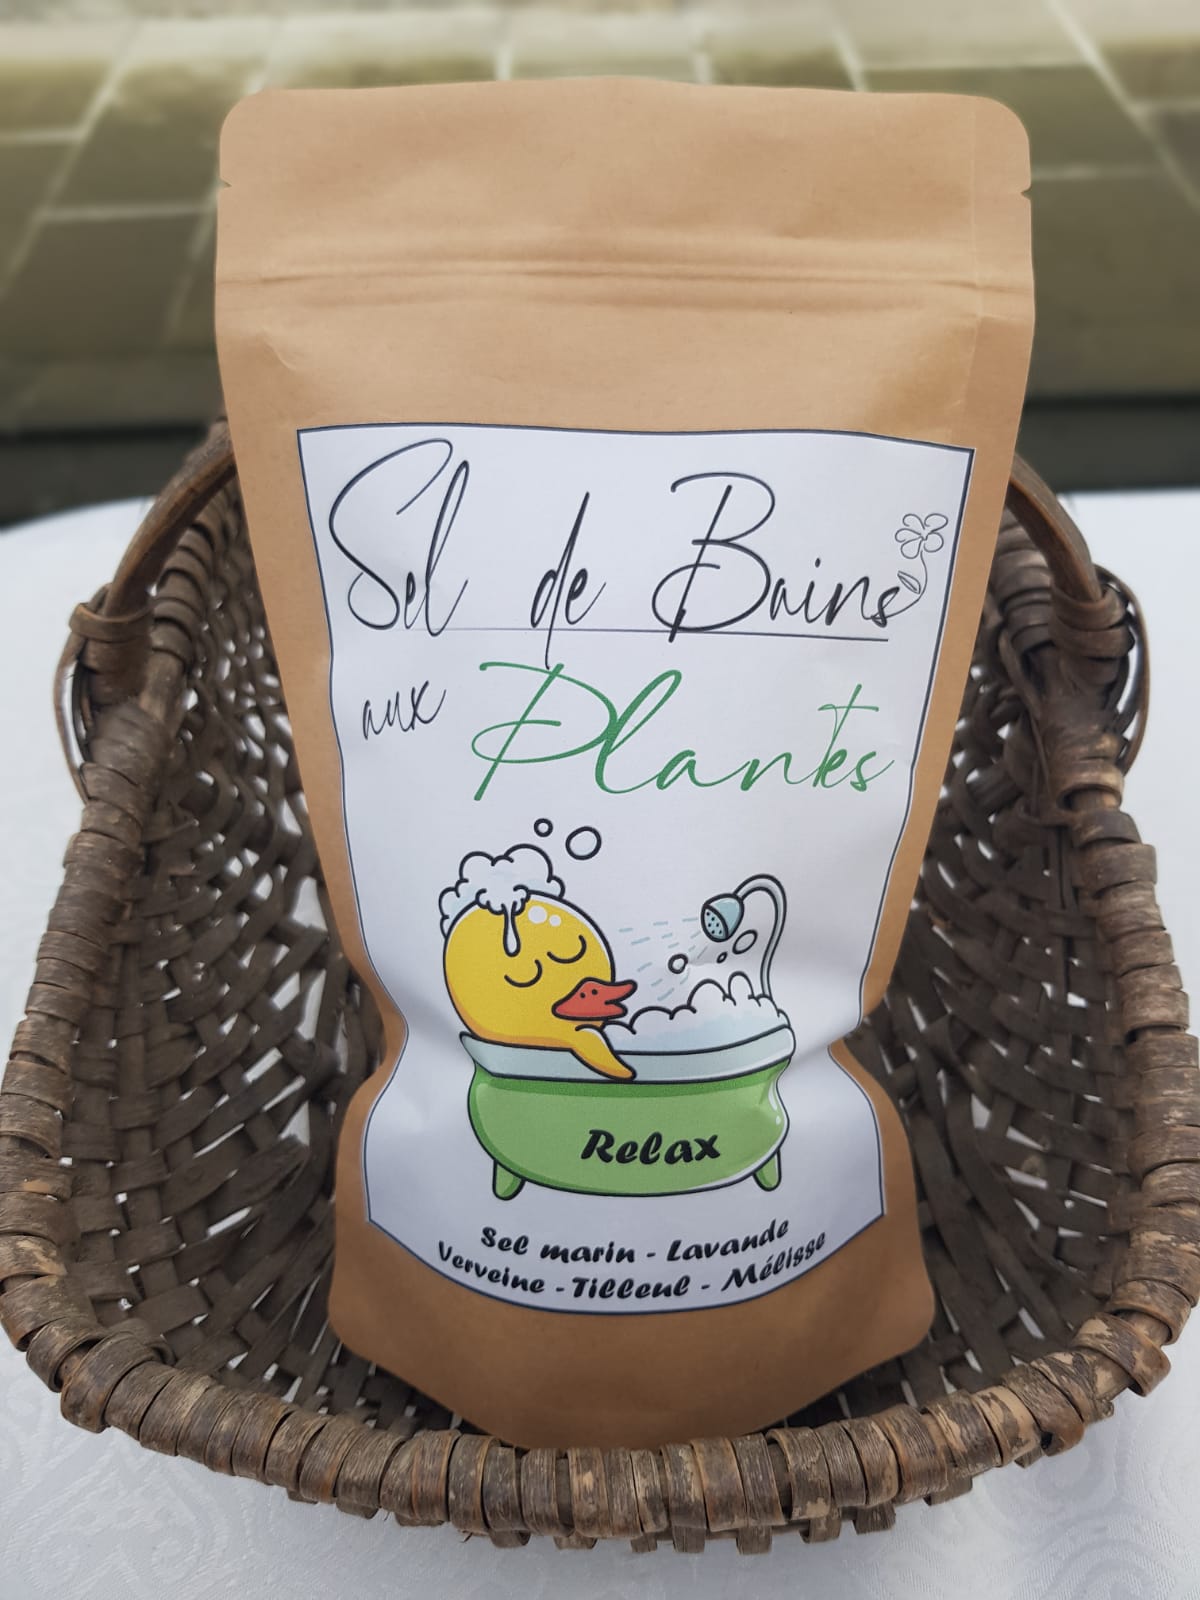 Sel de Bains
aux Plantes
Relax
Sel marin - Lavande
Verveine - Tilleul - Mélisse